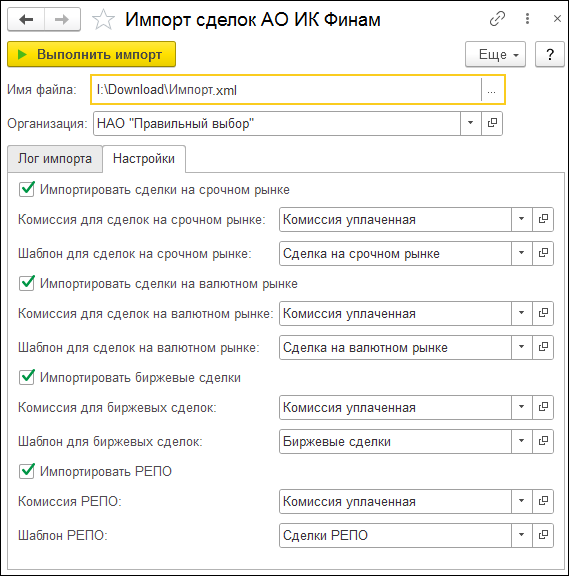 Импорт сделок АО ИК Финам
Выполнить импорт Еще ?
Имя файла: I:\Download\Импорт.xml ...
Организация: НАО "Правильный выбор"
Лог импорта Настройки
Импортировать сделки на срочном рынке
Комиссия для сделок на срочном рынке: Комиссия уплаченная
Шаблон для сделок на срочном рынке: Сделка на срочном рынке
Импортировать сделки на валютном рынке
Комиссия для сделок на валютном рынке: Комиссия уплаченная
Шаблон для сделок на валютном рынке: Сделка на валютном рынке
Импортировать биржевые сделки
Комиссия для биржевых сделок: Комиссия уплаченная
Шаблон для биржевых сделок: Биржевые сделки
Импортировать РЕПО
Комиссия РЕПО: Комиссия уплаченная
Шаблон РЕПО: Сделки РЕПО